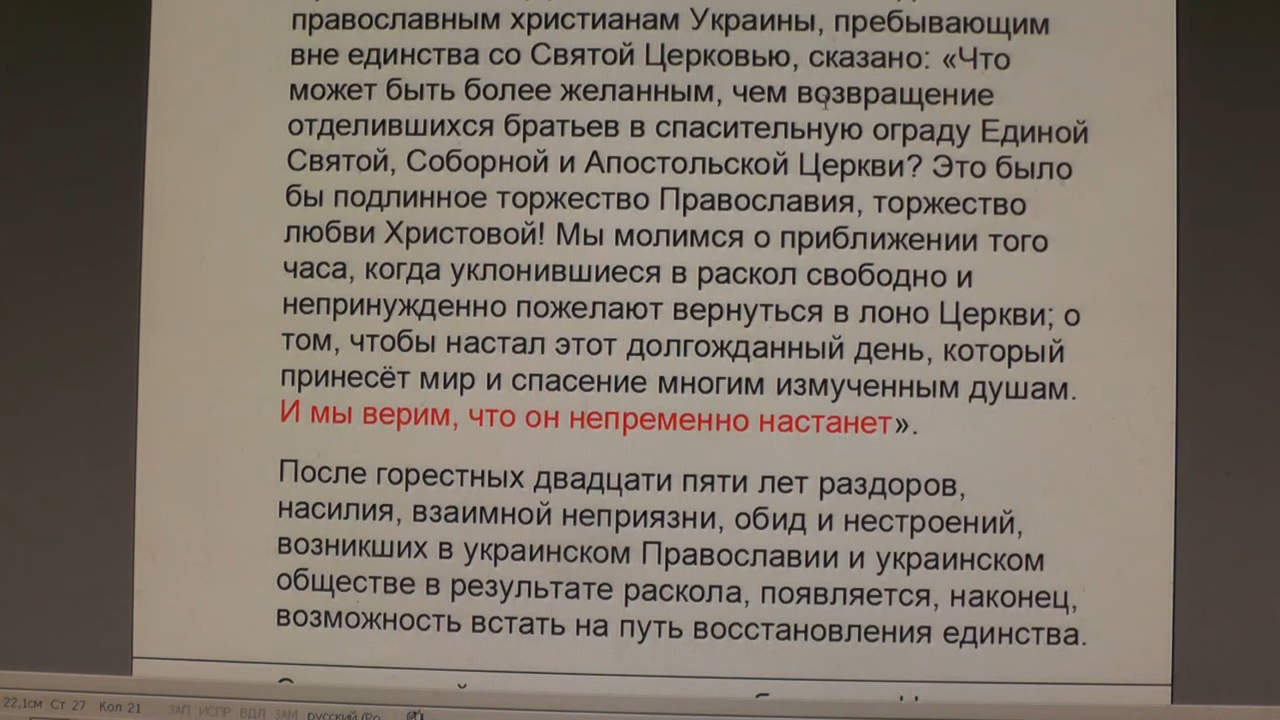 православным христианам Украины, пребывающим
вне единства со Святой Церковью, сказано: «Что
может быть более желанным, чем возвращение
отделившихся братьев в спасительную ограду Единой
Святой, Соборной и Апостольской Церкви? Это было
бы подлинное торжество Православия, торжество
любви Христовой! Мы молимся о приближении того
часа, когда уклонившиеся в раскол свободно и
непринужденно пожелают вернуться в лоно Церкви; о
том, чтобы настал этот долгожданный день, который
принесёт мир и спасение многим измученным душам.
И мы верим, что он непременно настанет».
После горестных двадцати пяти лет раздоров,
насилия, взаимной неприязни, обид и нестроений,
возникших в украинском Православии и украинском
обществе в результате раскола, появляется, наконец,
возможность встать на путь восстановления единства.
22,1см Ст 27 Кол 21 ЗАП ИСПР ВДЛ ЗАМ русский (Ро